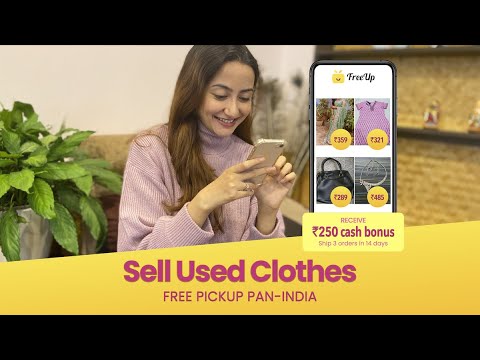 FreeUp
₹359
₹321
₹289
₹485
RECEIVE
₹250 cash bonus
Ship 3 orders in 14 days
Sell Used Clothes
FREE PICKUP PAN-INDIA